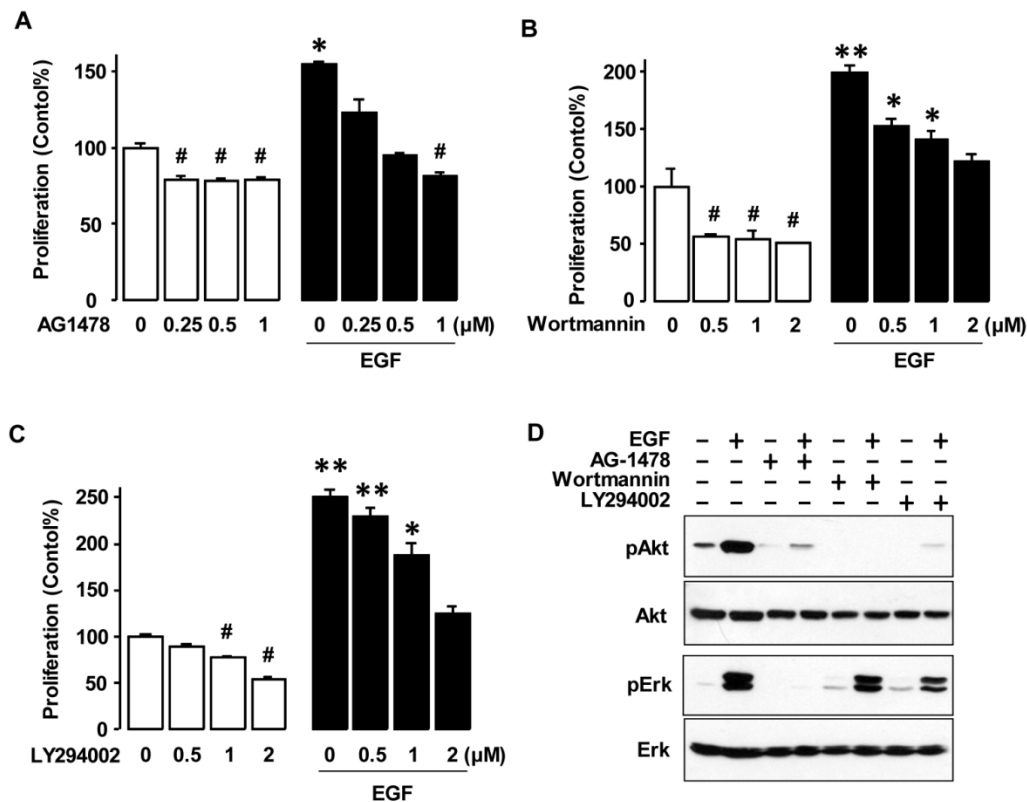 A
Proliferation (Contol%)
150
100
50
0
*
# # # #
AG1478 0 0.25 0.5 1 0 0.25 0.5 1 (µM)
EGF
B
Proliferation (Contol%)
200
150
100
50
0
**
* *
# # #
Wortmannin 0 0.5 1 2 0 0.5 1 2 (µM)
EGF
C
Proliferation (Contol%)
250
200
150
100
50
0
** **
*
# #
LY294002 0 0.5 1 2 0 0.5 1 2 (µM)
EGF
D
EGF – + – + – + – +
AG-1478 – – + + – – – –
Wortmannin – – – – + + – –
LY294002 – – – – – – + +
pAkt
Akt
pErk
Erk